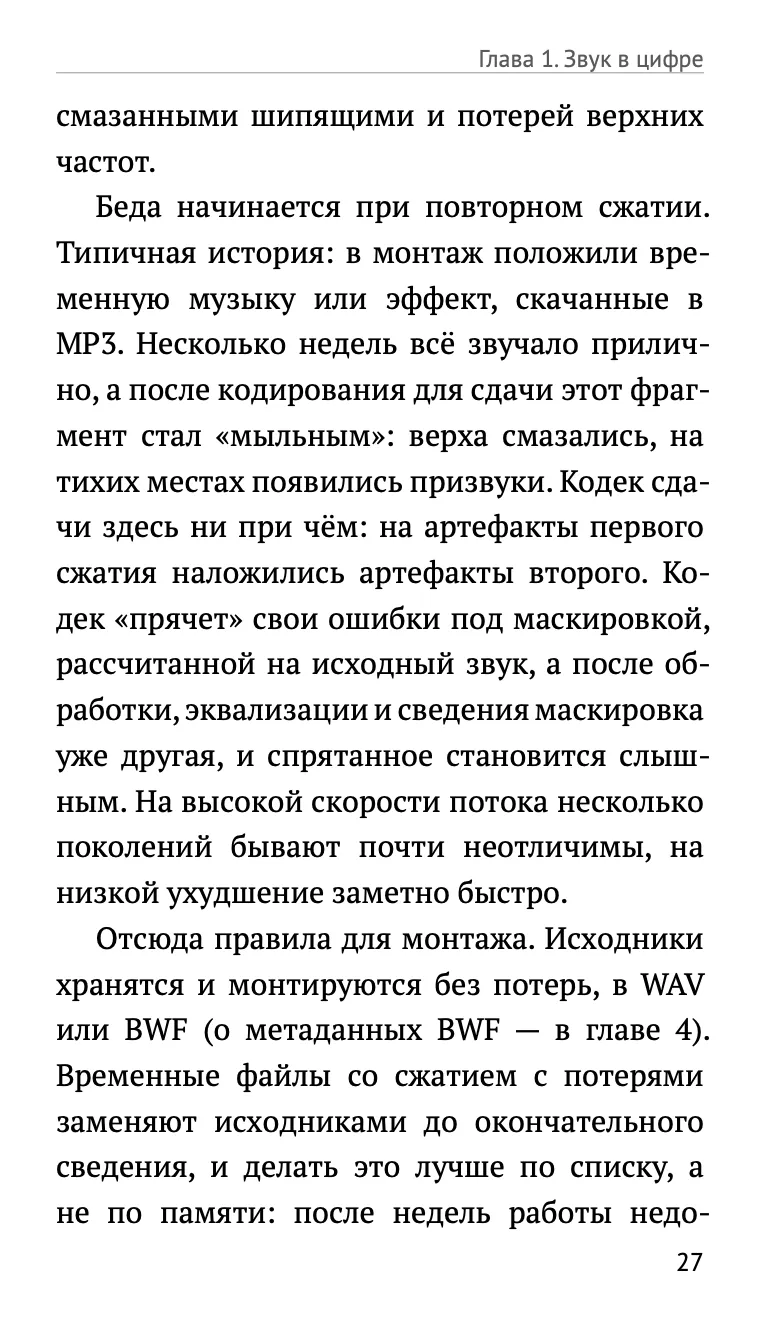 Глава 1. Звук в цифре
смазанными шипящими и потерей верхних
частот.
Беда начинается при повторном сжатии.
Типичная история: в монтаж положили вре-
менную музыку или эффект, скачанные в
MP3. Несколько недель всё звучало прилич-
но, а после кодирования для сдачи этот фраг-
мент стал «мыльным»: верха смазались, на
тихих местах появились призвуки. Кодек сда-
чи здесь ни при чём: на артефакты первого
сжатия наложились артефакты второго. Ко-
дек «прячет» свои ошибки под маскировкой,
рассчитанной на исходный звук, а после об-
работки, эквализации и сведения маскировка
уже другая, и спрятанное становится слыш-
ным. На высокой скорости потока несколько
поколений бывают почти неотличимы, на
низкой ухудшение заметно быстро.
Отсюда правила для монтажа. Исходники
хранятся и монтируются без потерь, в WAV
или BWF (о метаданных BWF — в главе 4).
Временные файлы со сжатием с потерями
заменяют исходниками до окончательного
сведения, и делать это лучше по списку, а
не по памяти: после недель работы недо-
27